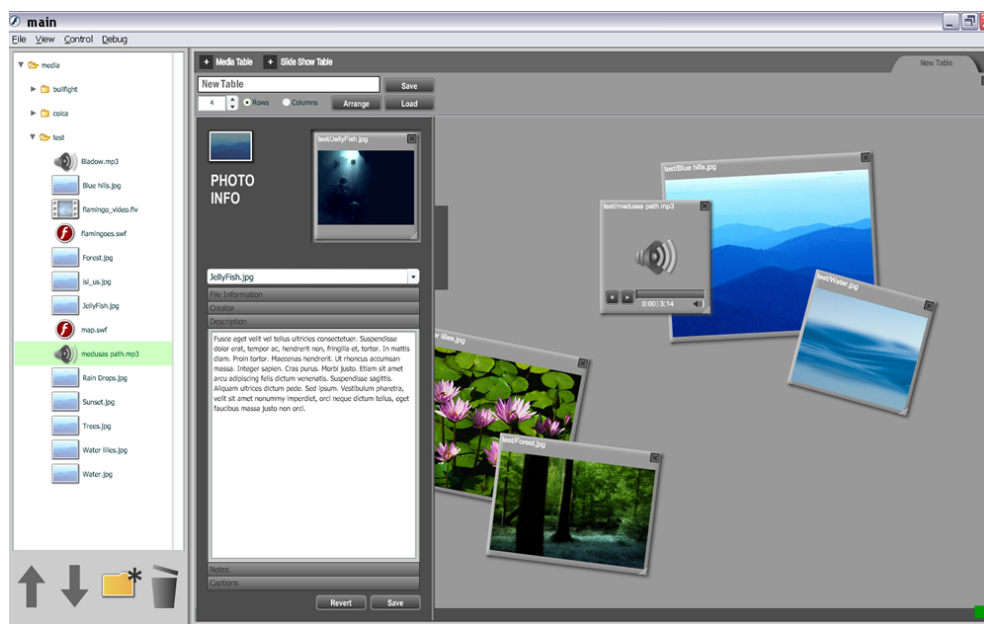 main
File View Control Debug
media
bullfight
coica
test
Bladow.mp3
Blue hills.jpg
flamingo_video.flv
flamingoes.swf
Forest.jpg
isl_us.jpg
JellyFish.jpg
map.swf
medusas path.mp3
Rain Drops.jpg
Sunset.jpg
Trees.jpg
Water lilies.jpg
Water.jpg
+ Media Table + Slide Show Table
New Table
New Table
Save
4 Rows Columns Arrange Load
PHOTO
INFO
test/JellyFish.jpg
JellyFish.jpg
File Information
Creator
Description
Fusce eget velit vel tellus ultricies consectetuer. Suspendisse
dolor erat, tempor ac, hendrerit non, fringilla et, tortor. In mattis
diam. Proin tortor. Maecenas hendrerit. Ut rhoncus accumsan
massa. Integer sapien. Cras purus. Morbi justo. Etiam sit amet
arcu adipiscing felis dictum venenatis. Suspendisse sagittis.
Aliquam ultrices dictum pede. Sed ipsum. Vestibulum pharetra,
velit sit amet nonummy imperdiet, orci neque dictum tellus, eget
faucibus massa justo non orci.
Notes
Captions
Revert Save
test/Blue hills.jpg
test/medusas path.mp3
0:00|3:14
test/Water.jpg
er lilies.jpg
test/Forest.jpg